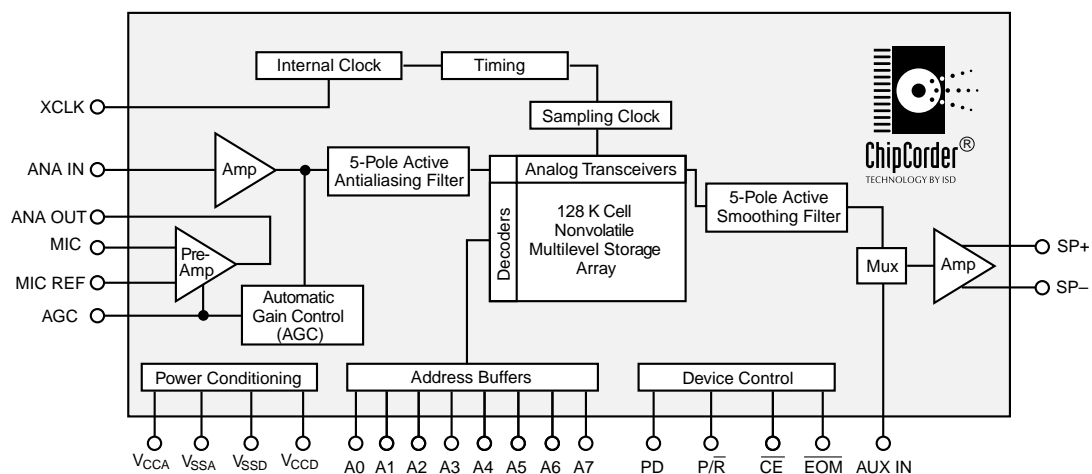 Internal Clock
Timing
XCLK
Sampling Clock
ChipCorder®
TECHNOLOGY BY ISD
ANA IN
Amp
5-Pole Active
Antialiasing Filter
Analog Transceivers
Decoders
128 K Cell
Nonvolatile
Multilevel Storage
Array
5-Pole Active
Smoothing Filter
ANA OUT
MIC
Pre-
Amp
MIC REF
AGC
Automatic
Gain Control
(AGC)
Mux
Amp
SP+
SP–
Power Conditioning
Address Buffers
Device Control
VCCA
VSSA
VSSD
VCCD
A0
A1
A2
A3
A4
A5
A6
A7
PD
P/R̅
C̅E̅
E̅O̅M̅
AUX IN